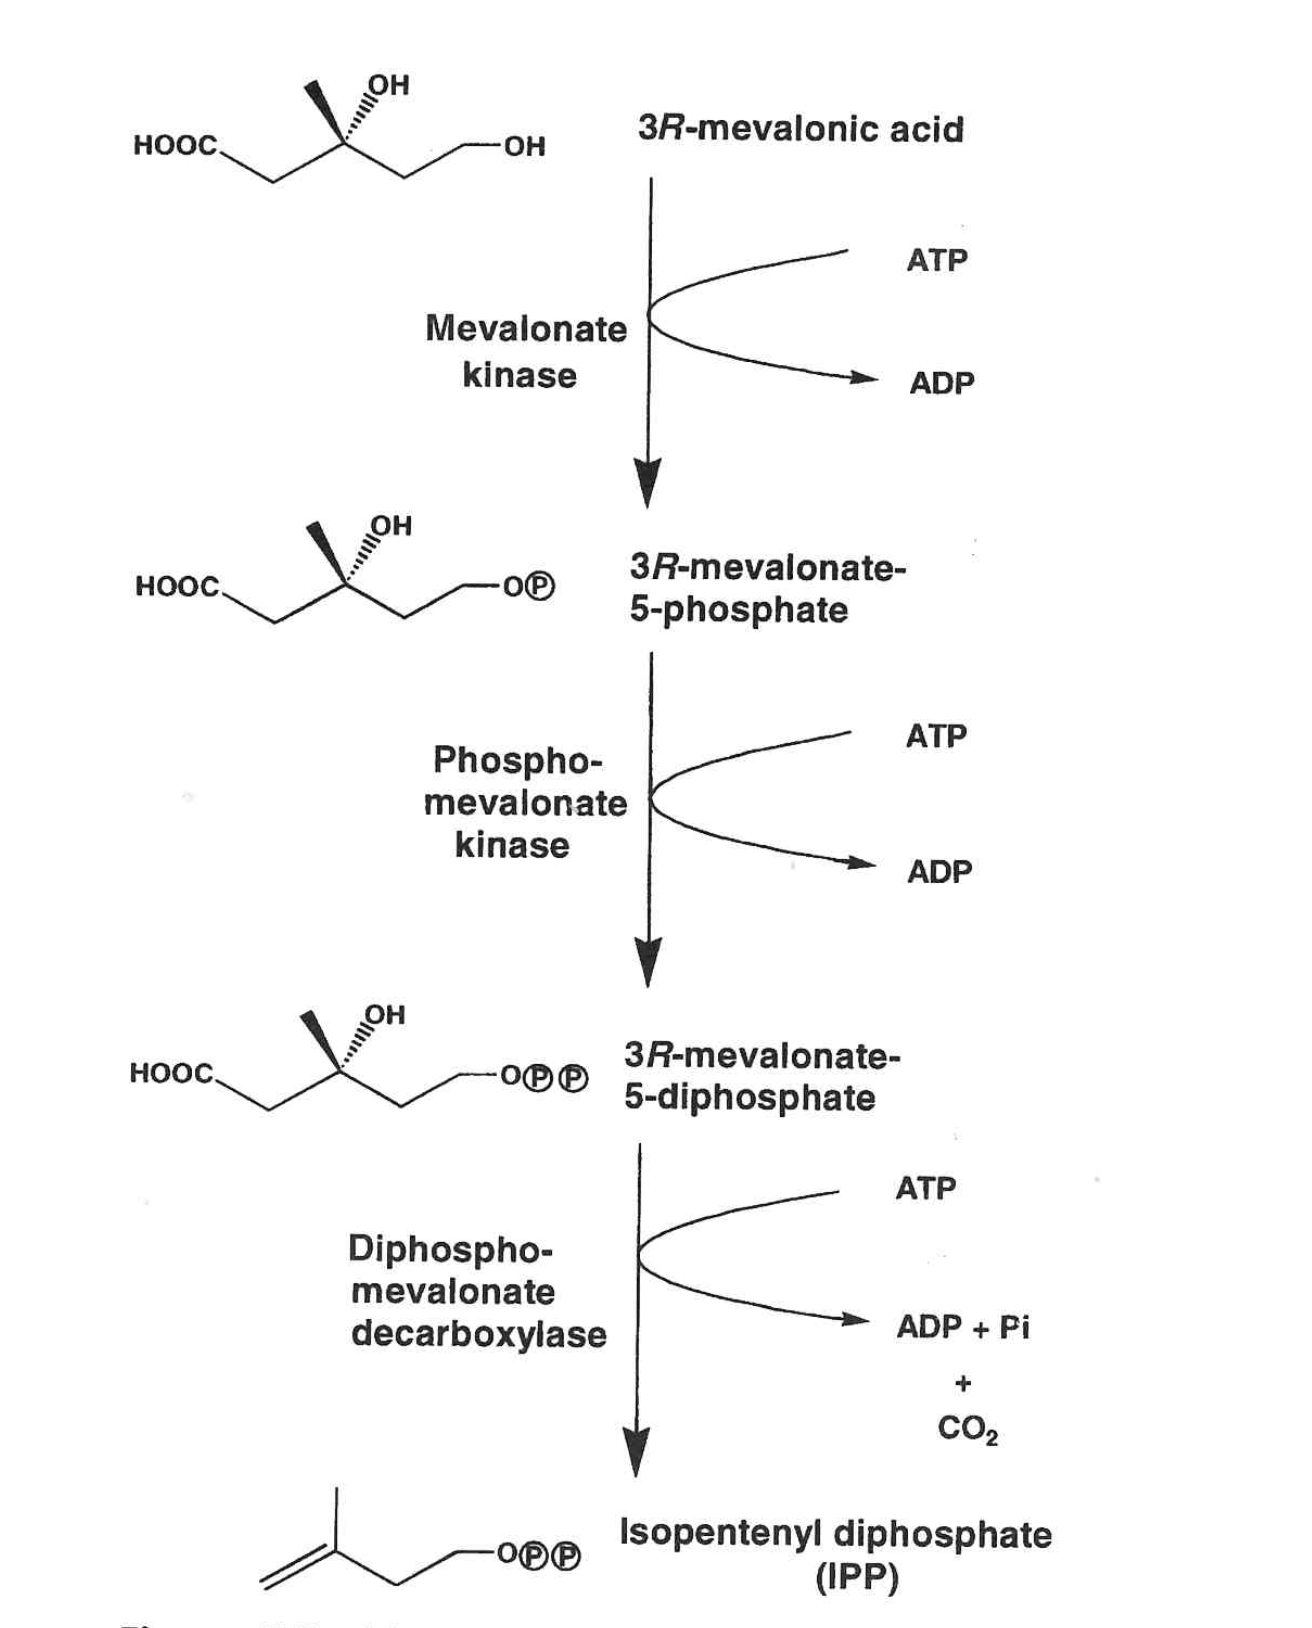 OH
HOOC
OH
3R-mevalonic acid
ATP
Mevalonate
kinase
ADP
OH
HOOC
OⓅ
3R-mevalonate-
5-phosphate
ATP
Phospho-
mevalonate
kinase
ADP
OH
HOOC
OⓅⓅ
3R-mevalonate-
5-diphosphate
ATP
Diphospho-
mevalonate
decarboxylase
ADP + Pi
+
CO₂
OⓅⓅ
Isopentenyl diphosphate
(IPP)